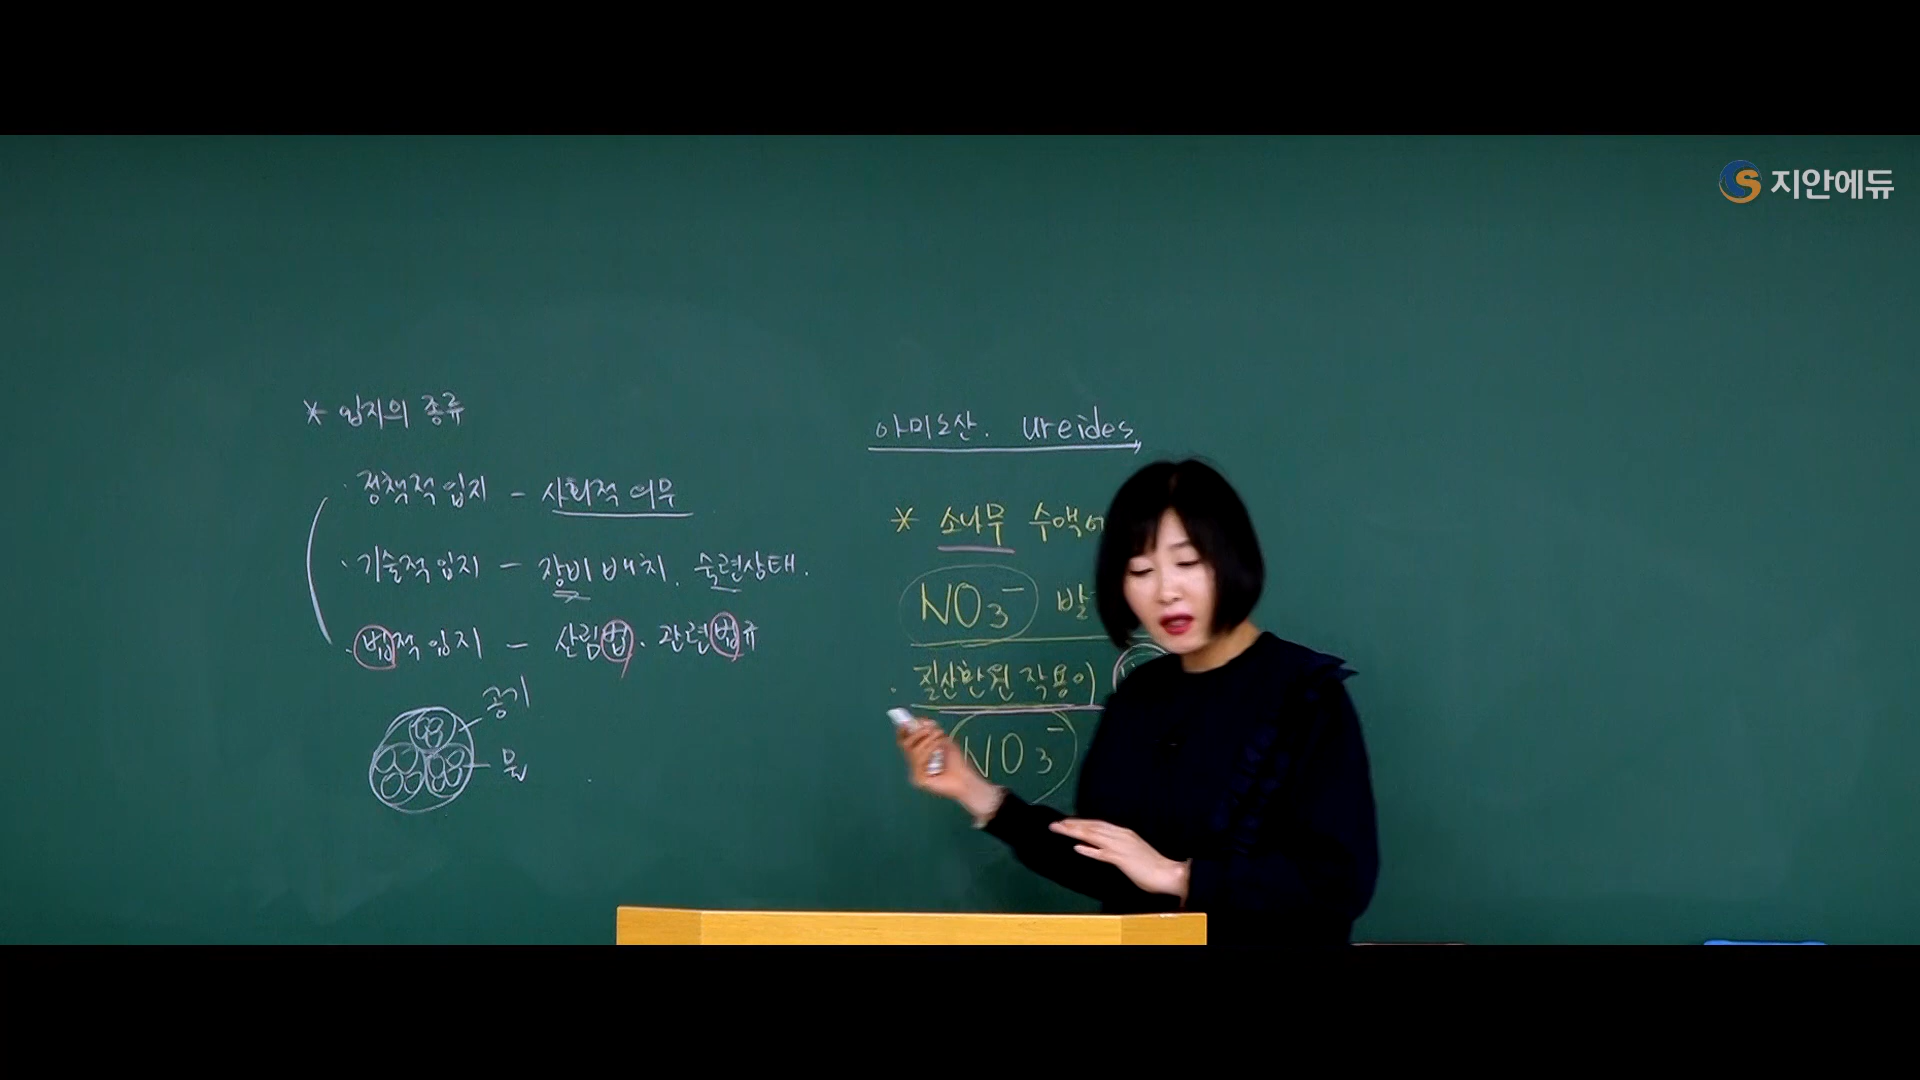 지안에듀
* 입지의 종류
· 정책적 입지 - 사회적 여무
· 기술적 입지 - 장비 배치. 숙련상태.
· 법적 입지 - 산림법. 관련법규
공기
물
아미노산. ureides,
* 소나무 수액에
NO₃⁻ 발
· 질산환원 작용이
NO₃⁻